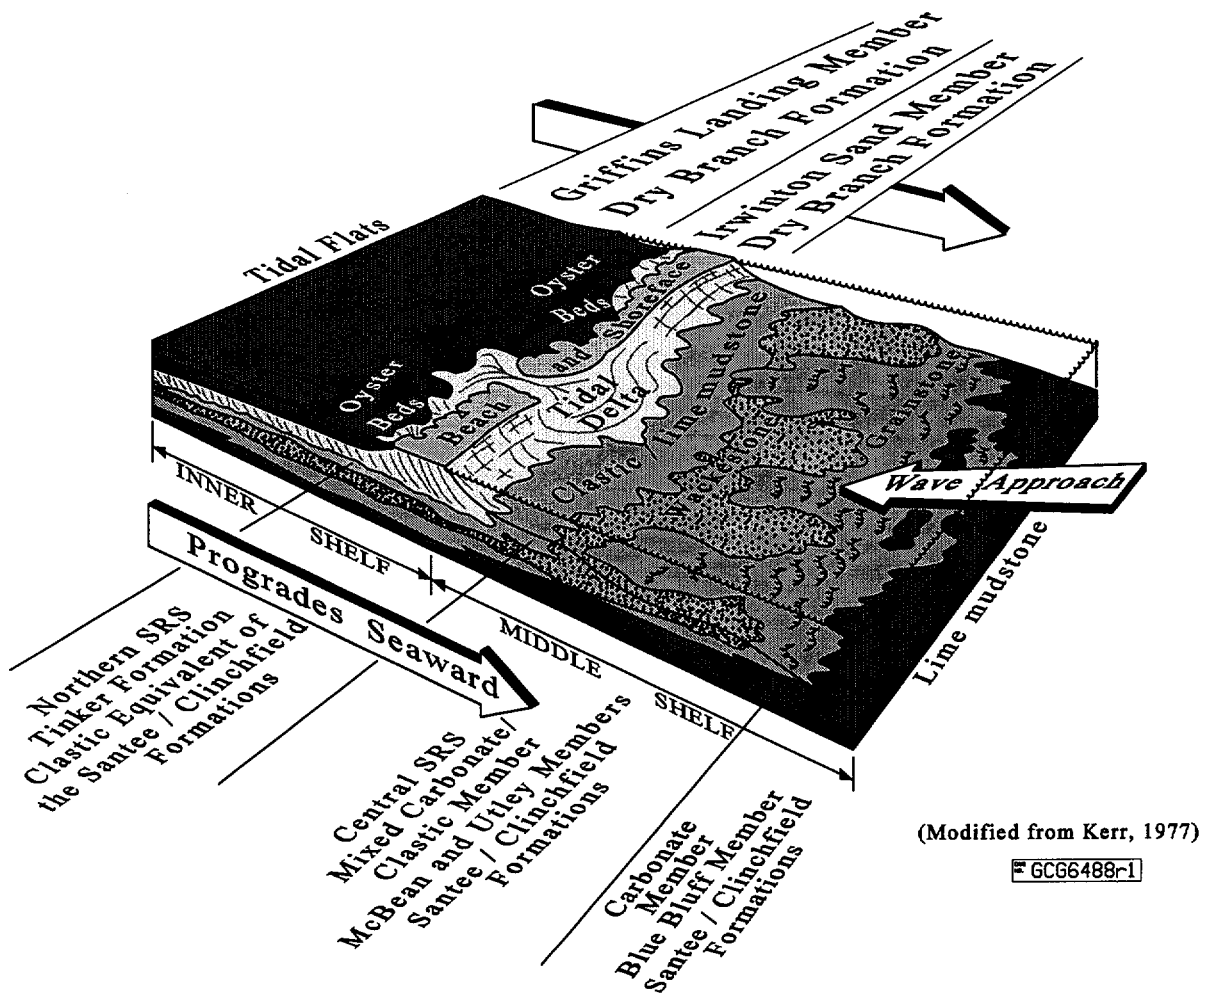 Griffins Landing Member
Dry Branch Formation
Irwinton Sand Member
Dry Branch Formation
Tidal Flats
Oyster
Beds
Oyster
Beds
Beach
and Shoreface
Tidal
Delta
Clastic lime mudstone
Wackestone
Grainstone
Wave Approach
Lime mudstone
INNER SHELF
MIDDLE SHELF
Progrades Seaward
Northern SRS
Tinker Formation
Clastic Equivalent of
the Santee / Clinchfield
Formations
Central SRS
Mixed Carbonate/
Clastic Member
McBean and Utley Members
Santee / Clinchfield
Formations
Carbonate
Member
Blue Bluff Member
Santee / Clinchfield
Formations
(Modified from Kerr, 1977)
GCG6488r1